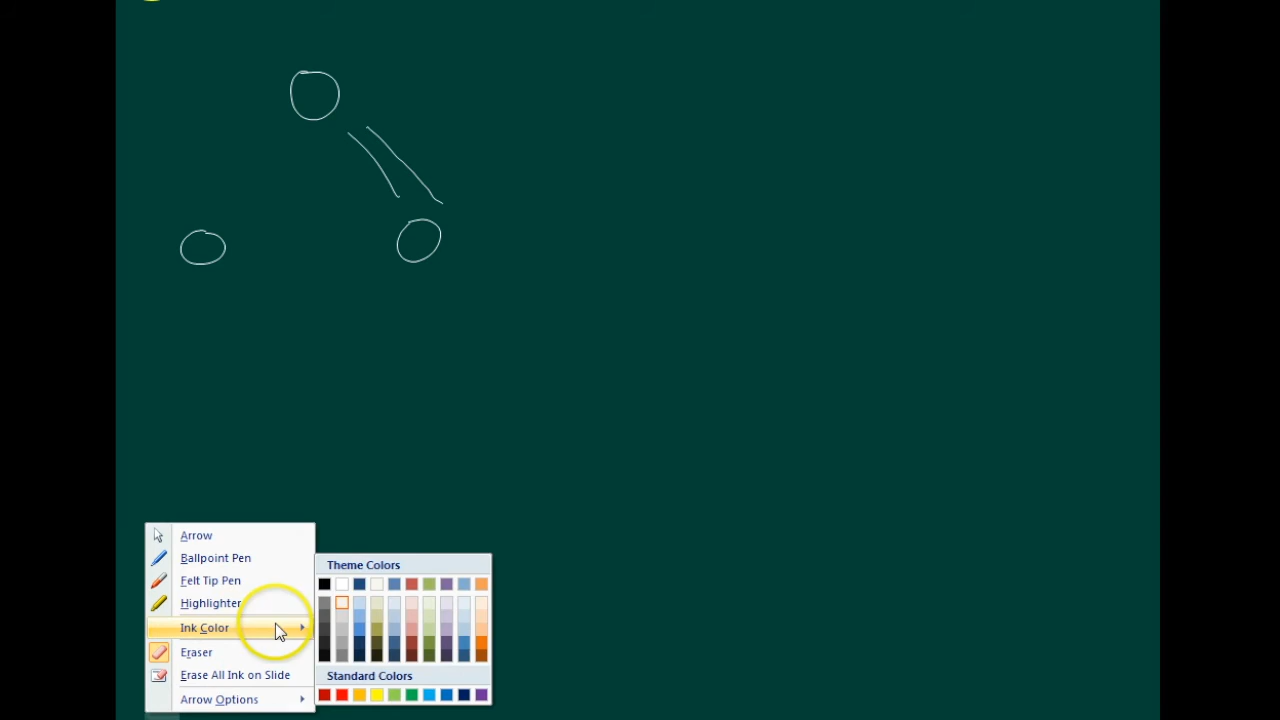 Arrow
Ballpoint Pen
Felt Tip Pen
Highlighter
Ink Color
Eraser
Erase All Ink on Slide
Arrow Options
Theme Colors
Standard Colors